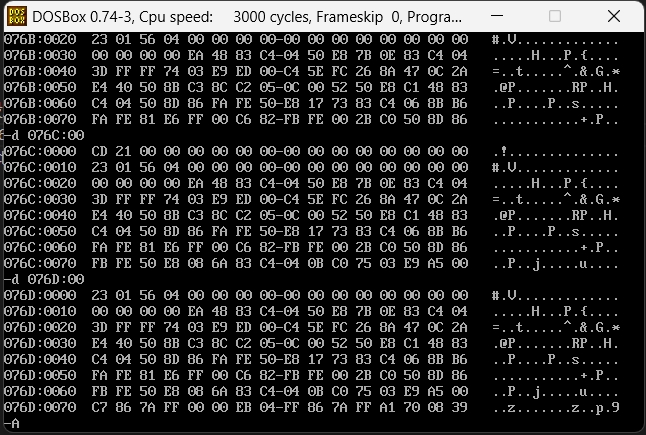 DOSBox 0.74-3, Cpu speed: 3000 cycles, Frameskip 0, Progra...
076B:0020 23 01 56 04 00 00 00 00-00 00 00 00 00 00 00 00 #.V.............
076B:0030 00 00 00 00 EA 48 83 C4-04 50 E8 7B 0E 83 C4 04 .....H...P.{....
076B:0040 3D FF FF 74 03 E9 ED 00-C4 5E FC 26 8A 47 0C 2A =..t.....^.&.G.*
076B:0050 E4 40 50 8B C3 8C C2 05-0C 00 52 50 E8 C1 48 83 .@P.......RP..H.
076B:0060 C4 04 50 8D 86 FA FE 50-E8 17 73 83 C4 06 8B B6 ..P....P..s.....
076B:0070 FA FE 81 E6 FF 00 C6 82-FB FE 00 2B C0 50 8D 86 ...........+.P..
-d 076C:00
076C:0000 CD 21 00 00 00 00 00 00-00 00 00 00 00 00 00 00 .!..............
076C:0010 23 01 56 04 00 00 00 00-00 00 00 00 00 00 00 00 #.V.............
076C:0020 00 00 00 00 EA 48 83 C4-04 50 E8 7B 0E 83 C4 04 .....H...P.{....
076C:0030 3D FF FF 74 03 E9 ED 00-C4 5E FC 26 8A 47 0C 2A =..t.....^.&.G.*
076C:0040 E4 40 50 8B C3 8C C2 05-0C 00 52 50 E8 C1 48 83 .@P.......RP..H.
076C:0050 C4 04 50 8D 86 FA FE 50-E8 17 73 83 C4 06 8B B6 ..P....P..s.....
076C:0060 FA FE 81 E6 FF 00 C6 82-FB FE 00 2B C0 50 8D 86 ...........+.P..
076C:0070 FB FE 50 E8 08 6A 83 C4-04 0B C0 75 03 E9 A5 00 ..P..j.....u....
-d 076D:00
076D:0000 23 01 56 04 00 00 00 00-00 00 00 00 00 00 00 00 #.V.............
076D:0010 00 00 00 00 EA 48 83 C4-04 50 E8 7B 0E 83 C4 04 .....H...P.{....
076D:0020 3D FF FF 74 03 E9 ED 00-C4 5E FC 26 8A 47 0C 2A =..t.....^.&.G.*
076D:0030 E4 40 50 8B C3 8C C2 05-0C 00 52 50 E8 C1 48 83 .@P.......RP..H.
076D:0040 C4 04 50 8D 86 FA FE 50-E8 17 73 83 C4 06 8B B6 ..P....P..s.....
076D:0050 FA FE 81 E6 FF 00 C6 82-FB FE 00 2B C0 50 8D 86 ...........+.P..
076D:0060 FB FE 50 E8 08 6A 83 C4-04 0B C0 75 03 E9 A5 00 ..P..j.....u....
076D:0070 C7 86 7A FF 00 00 EB 04-FF 86 7A FF A1 70 08 39 ..z.......z..p.9
-A